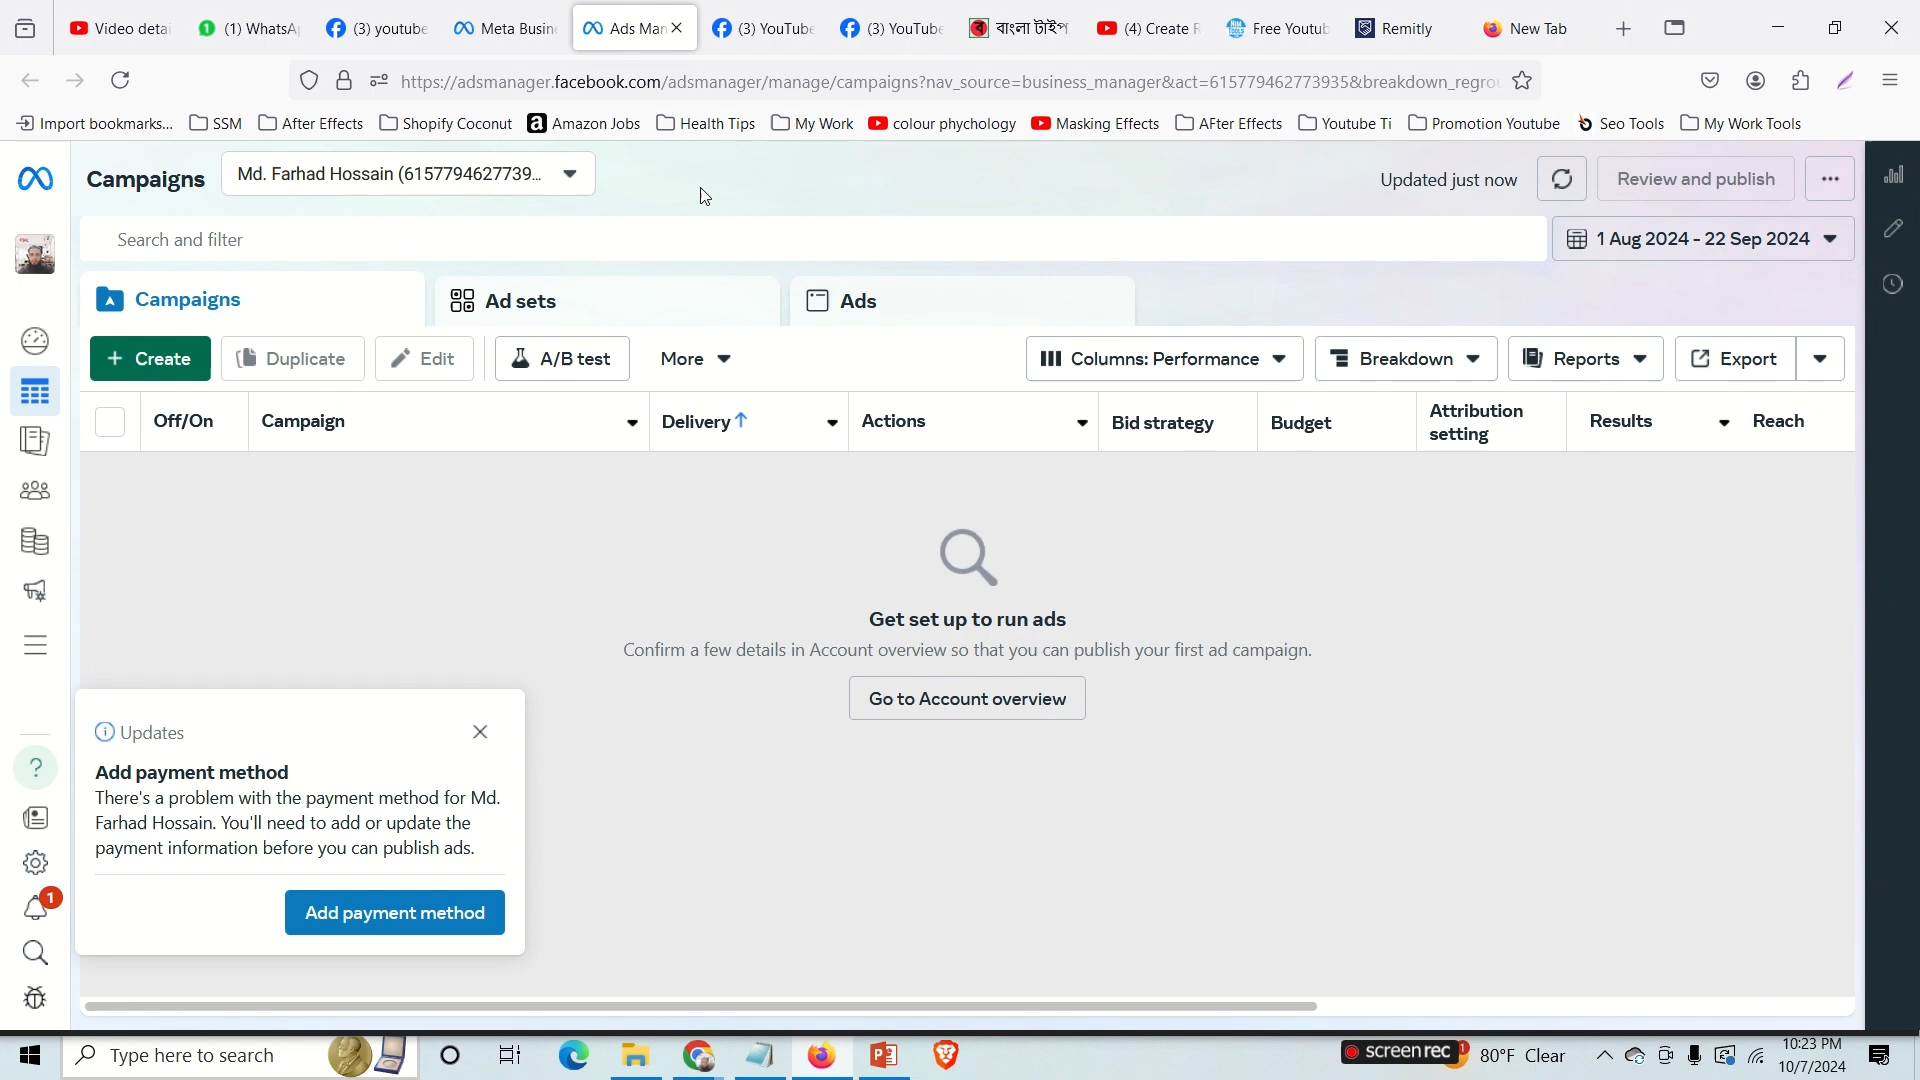 Video detai
(1) WhatsA
(3) youtube
Meta Busin
Ads Man
(3) YouTube
(3) YouTube
বাংলা টাইপ
(4) Create R
Free Youtub
Remitly
New Tab
https://adsmanager.facebook.com/adsmanager/manage/campaigns?nav_source=business_manager&act=615779462773935&breakdown_regrou
Import bookmarks...
SSM
After Effects
Shopify Coconut
Amazon Jobs
Health Tips
My Work
colour phychology
Masking Effects
AFter Effects
Youtube Ti
Promotion Youtube
Seo Tools
My Work Tools
Campaigns
Md. Farhad Hossain (6157794627739...
Updated just now
Review and publish
Search and filter
1 Aug 2024 - 22 Sep 2024
Campaigns
Ad sets
Ads
+ Create
Duplicate
Edit
A/B test
More
Columns: Performance
Breakdown
Reports
Export
Off/On
Campaign
Delivery↑
Actions
Bid strategy
Budget
Attribution
setting
Results
Reach
Get set up to run ads
Confirm a few details in Account overview so that you can publish your first ad campaign.
Go to Account overview
Updates
Add payment method
There's a problem with the payment method for Md.
Farhad Hossain. You'll need to add or update the
payment information before you can publish ads.
Add payment method
?
1
Type here to search
screenrec
1
80°F Clear
10:23 PM
10/7/2024